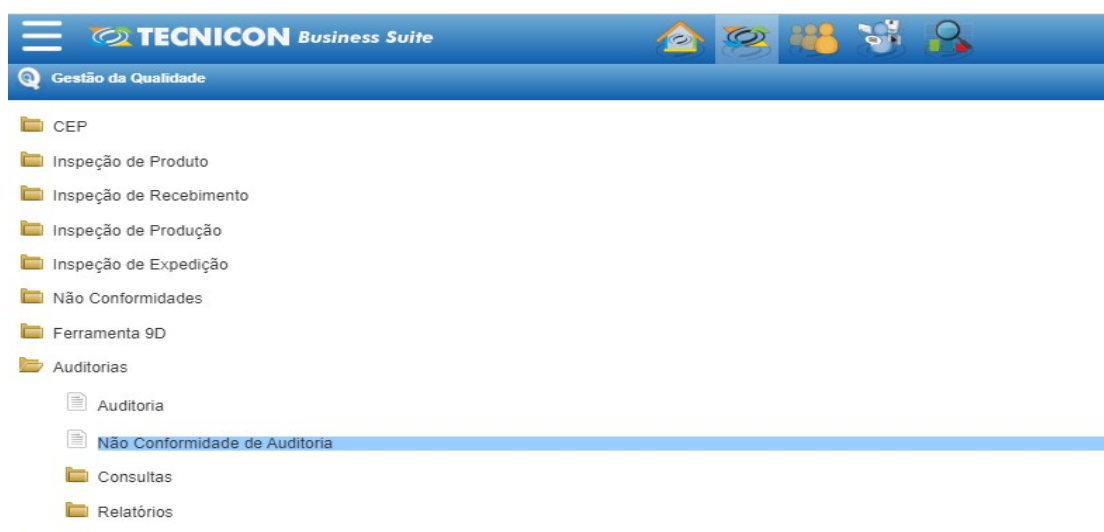 TECNICON Business Suite
Gestão da Qualidade
CEP
Inspeção de Produto
Inspeção de Recebimento
Inspeção de Produção
Inspeção de Expedição
Não Conformidades
Ferramenta 9D
Auditorias
Auditoria
Não Conformidade de Auditoria
Consultas
Relatórios